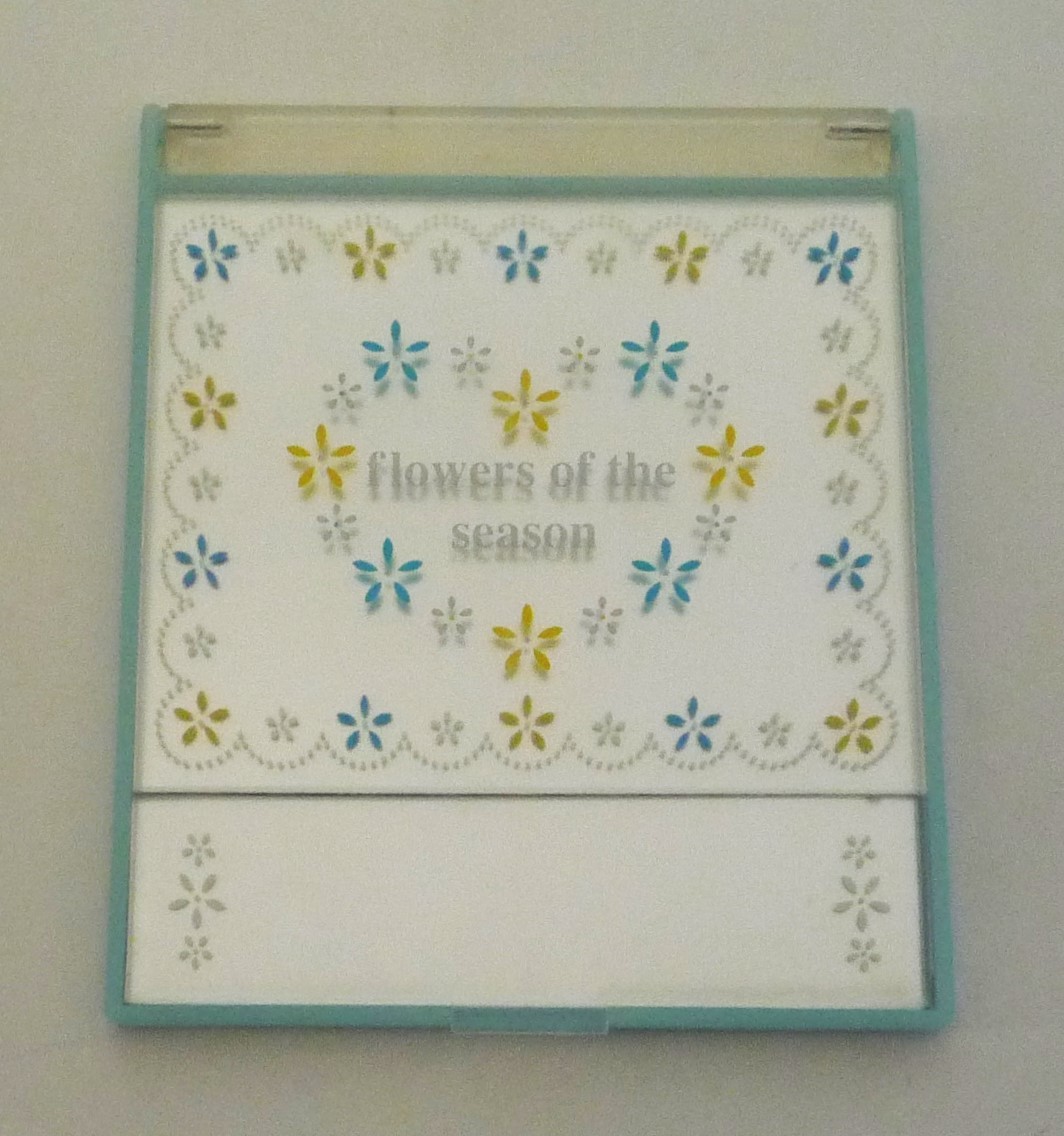 flowers of the
season